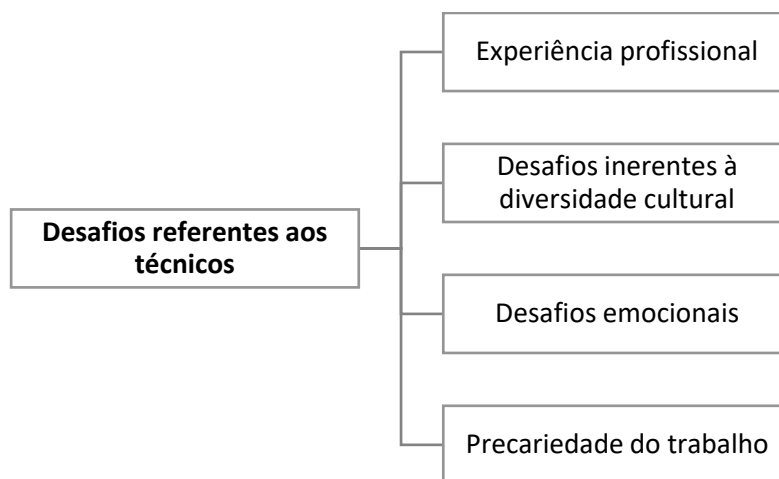 Experiência profissional
Desafios inerentes à
diversidade cultural
Desafios referentes aos
técnicos
Desafios emocionais
Precariedade do trabalho